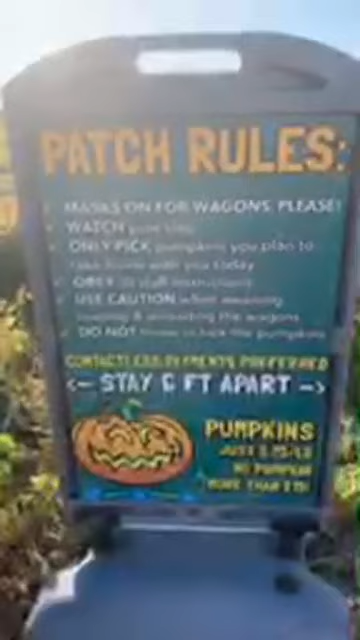 PATCH RULES:
MASKS ON FOR WAGONS, PLEASE!
WATCH your step
ONLY PICK pumpkins you plan to
take home with you today
OBEY all staff instructions
USE CAUTION when
loading & unloading the wagons
DO NOT throw or kick the pumpkins
CONTACTLESS PAYMENTS PREFERRED
<- STAY 6 FT APART ->
PUMPKINS
JUST
NO PUMPKIN
MORE THAN